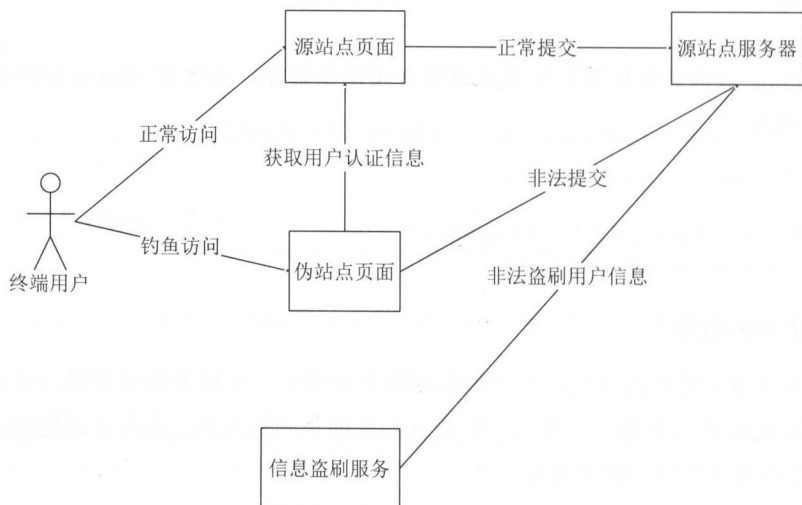 源站点页面
正常提交
源站点服务器
正常访问
获取用户认证信息
非法提交
钓鱼访问
伪站点页面
非法盗刷用户信息
终端用户
信息盗刷服务